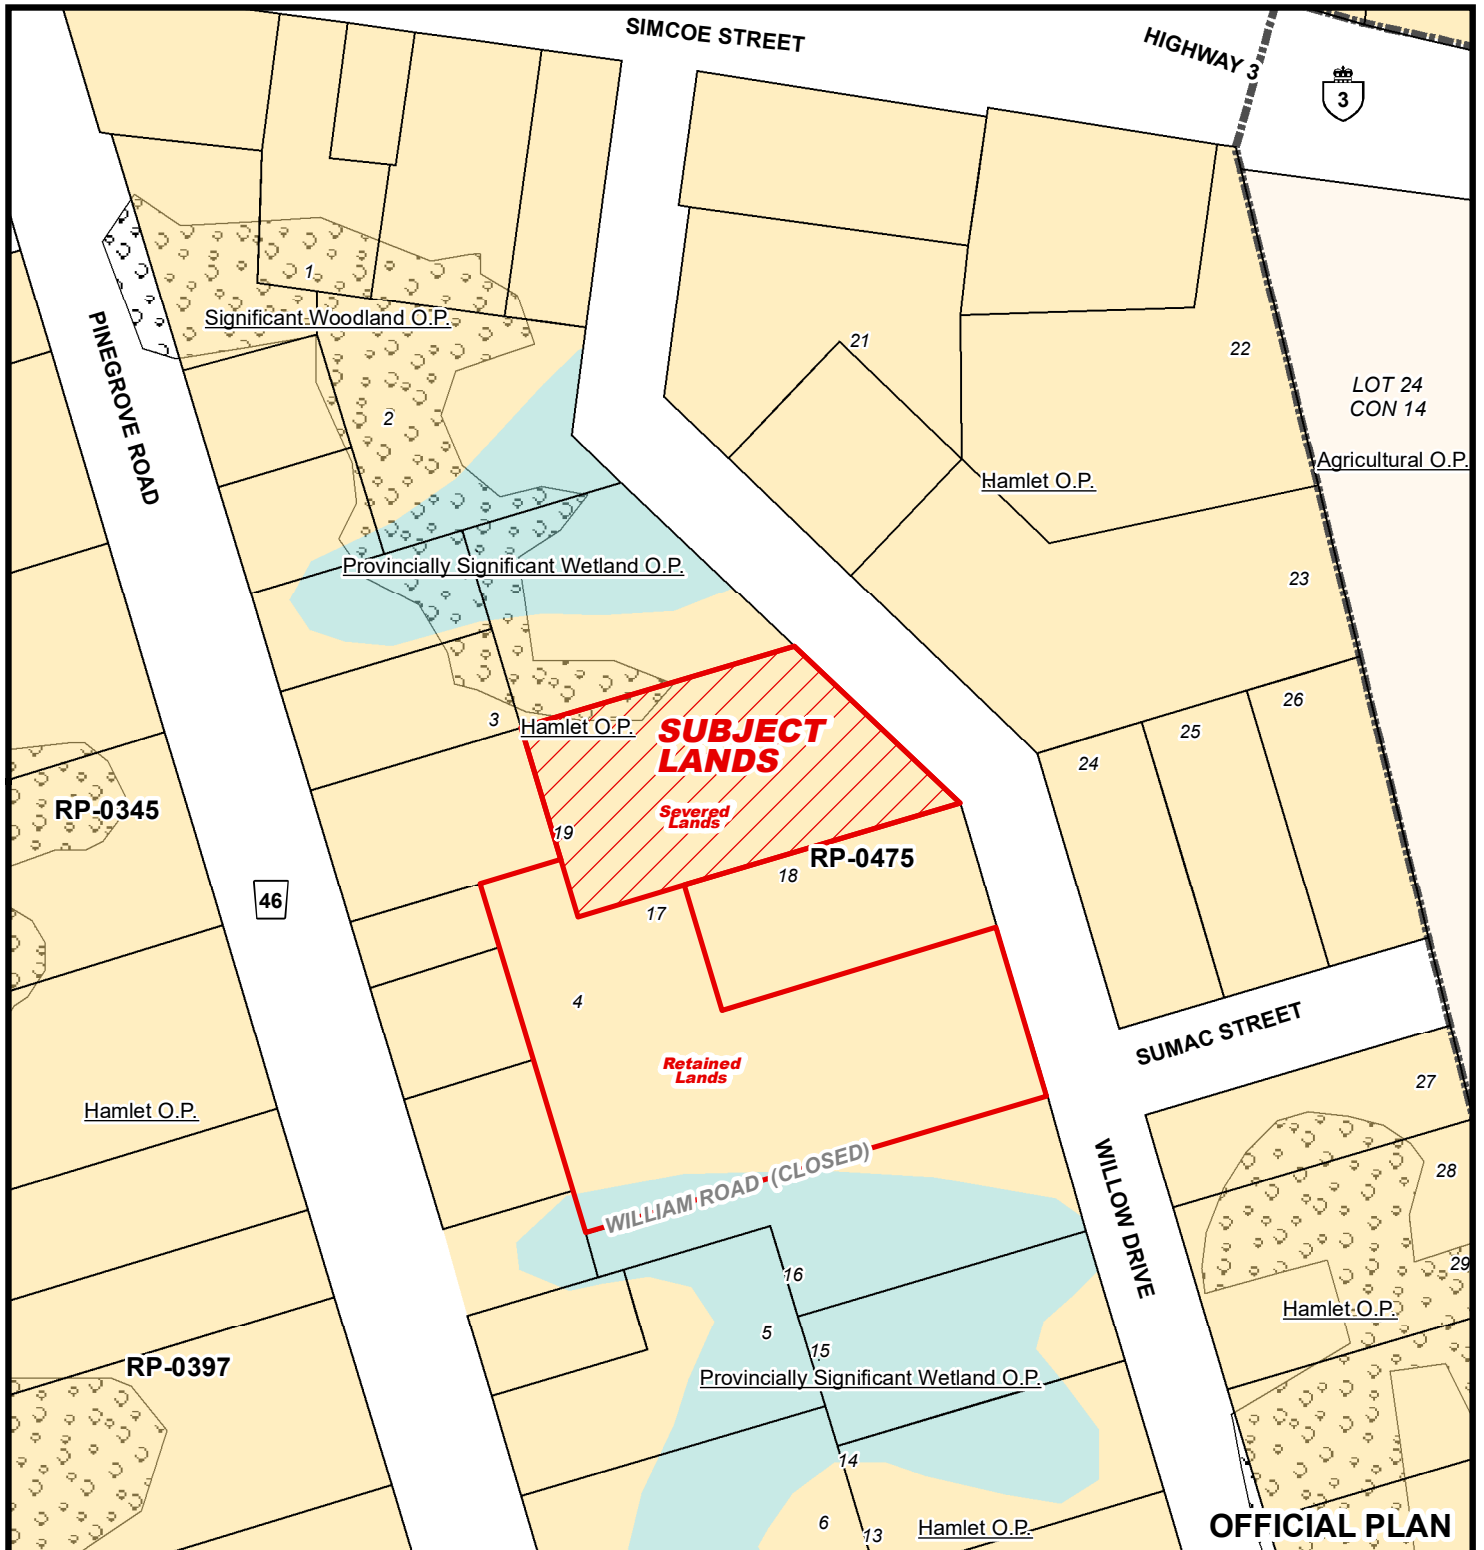 SIMCOE STREET
HIGHWAY 3
3
1
Significant Woodland O.P.
PINEGROVE ROAD
21
22
LOT 24
CON 14
2
Agricultural O.P.
Hamlet O.P.
Provincially Significant Wetland O.P.
23
26
3
Hamlet O.P.
SUBJECT
LANDS
25
24
RP-0345
Severed
Lands
19
RP-0475
18
46
17
4
SUMAC STREET
Retained
Lands
27
Hamlet O.P.
WILLIAM ROAD (CLOSED)
WILLOW DRIVE
28
29
16
Hamlet O.P.
5
15
RP-0397
Provincially Significant Wetland O.P.
14
6
13
Hamlet O.P.
OFFICIAL PLAN